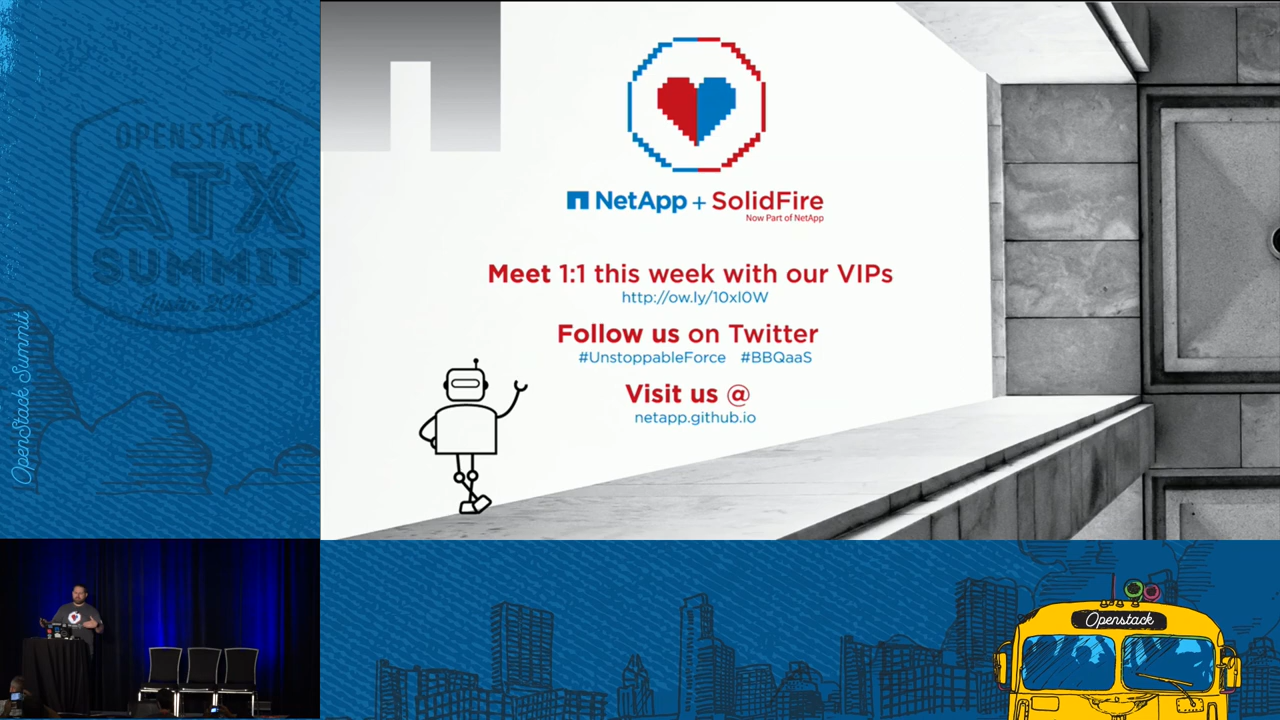 OPENSTACK
ATX
SUMMIT
Austin 2016
OpenStack Summit
NetApp + SolidFire
Now Part of NetApp
Meet 1:1 this week with our VIPs
http://ow.ly/10xl0W
Follow us on Twitter
#UnstoppableForce #BBQaaS
Visit us @
netapp.github.io
Openstack